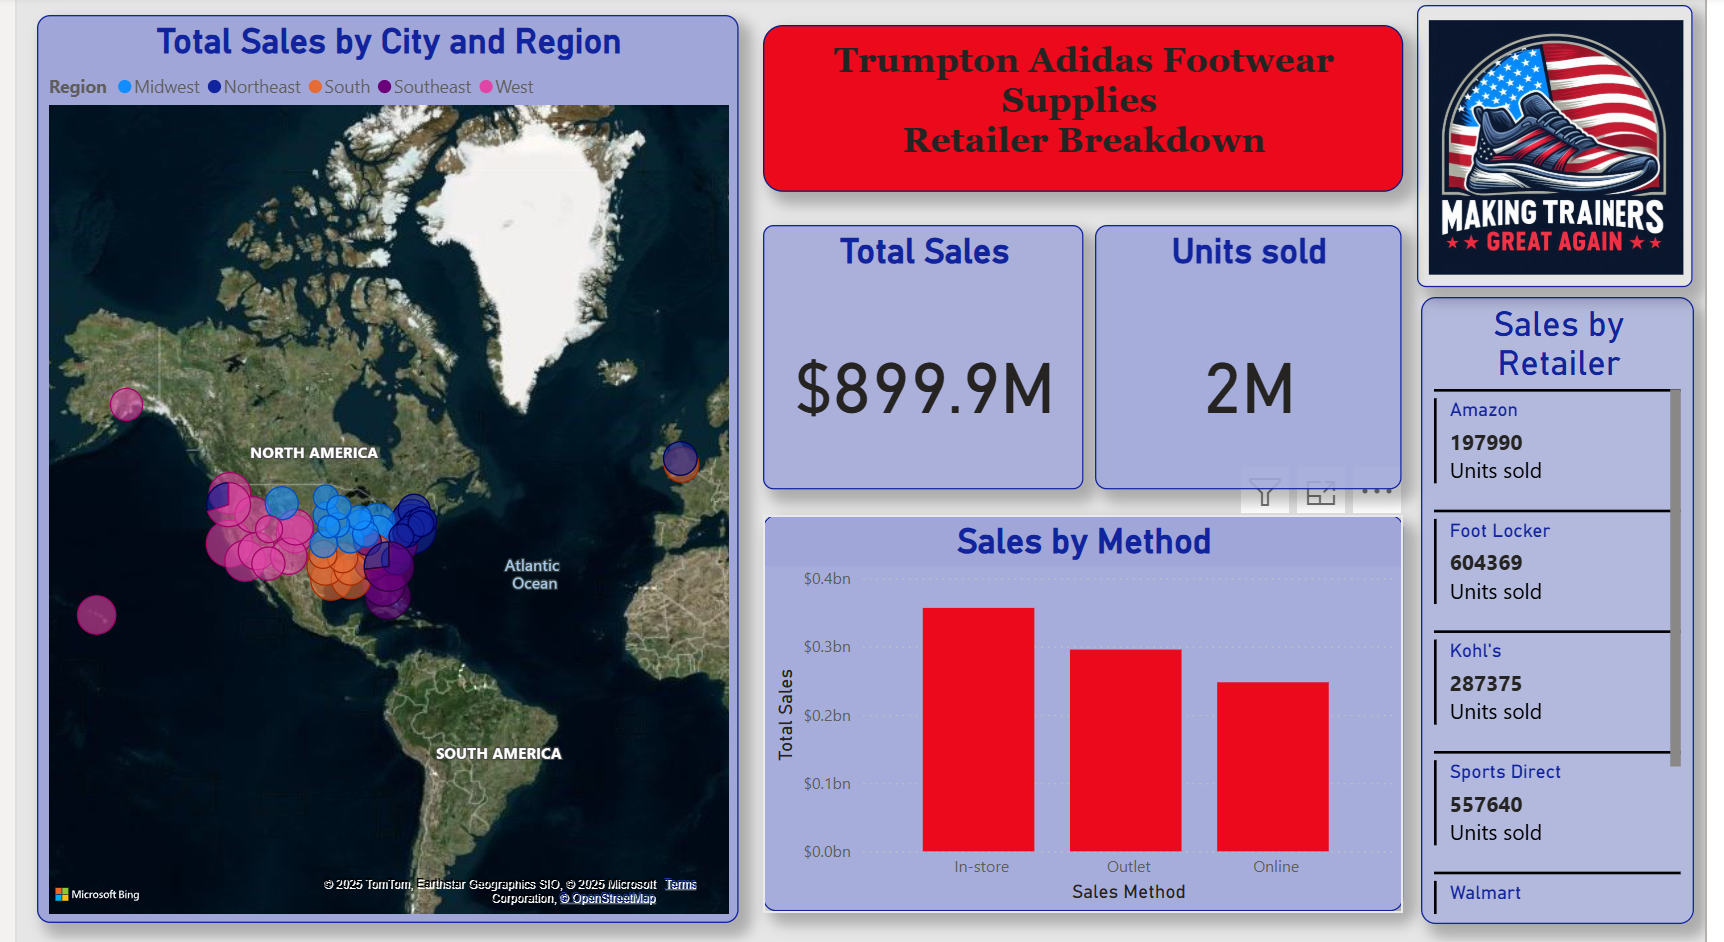 Total Sales by City and Region
Region Midwest Northeast South Southeast West
NORTH AMERICA
Atlantic
Ocean
SOUTH AMERICA
Microsoft Bing
© 2025 TomTom, Earthstar Geographics SIO, © 2025 Microsoft Terms
Corporation, © OpenStreetMap
Trumpton Adidas Footwear
Supplies
Retailer Breakdown
MAKING TRAINERS
GREAT AGAIN
Total Sales
$899.9M
Units sold
2M
Sales by Method
Total Sales
$0.4bn
$0.3bn
$0.2bn
$0.1bn
$0.0bn
In-store Outlet Online
Sales Method
Sales by
Retailer
Amazon
197990
Units sold
Foot Locker
604369
Units sold
Kohl's
287375
Units sold
Sports Direct
557640
Units sold
Walmart